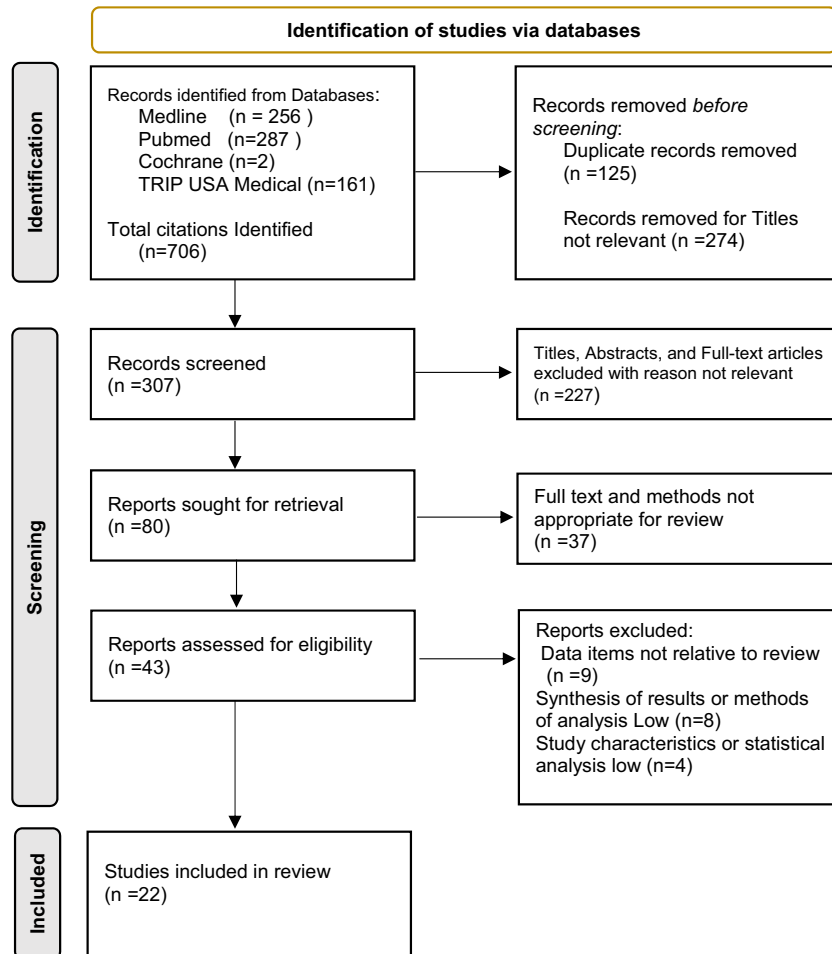 Identification of studies via databases
Identification
Records identified from Databases:
Medline (n = 256 )
Pubmed (n=287 )
Cochrane (n=2)
TRIP USA Medical (n=161)
Total citations Identified
(n=706)
Records removed before
screening:
Duplicate records removed
(n =125)
Records removed for Titles
not relevant (n =274)
Screening
Records screened
(n =307)
Titles, Abstracts, and Full-text articles
excluded with reason not relevant
(n =227)
Reports sought for retrieval
(n =80)
Full text and methods not
appropriate for review
(n =37)
Reports assessed for eligibility
(n =43)
Reports excluded:
Data items not relative to review
(n =9)
Synthesis of results or methods
of analysis Low (n=8)
Study characteristics or statistical
analysis low (n=4)
Included
Studies included in review
(n =22)